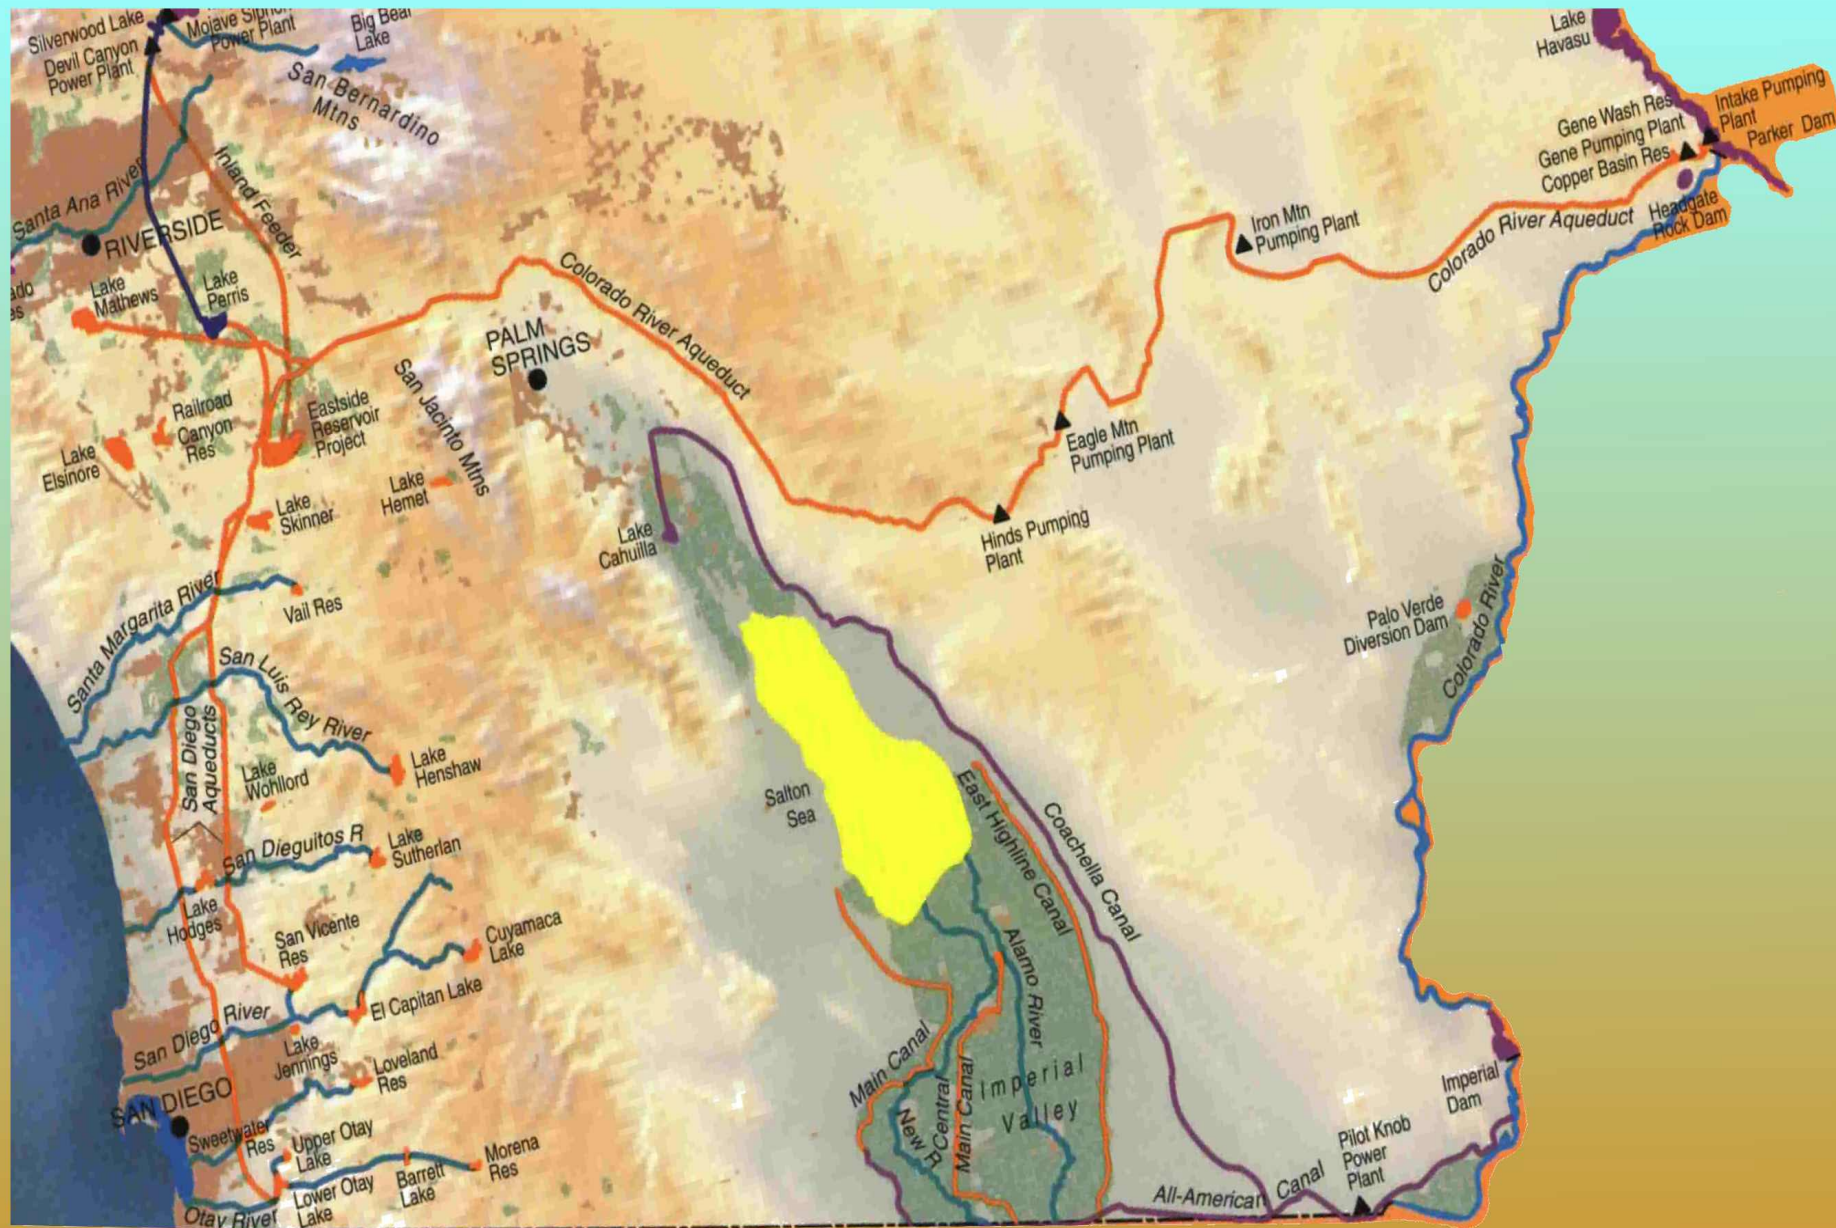 Silverwood Lake
Mojave Siphon
Power Plant
Devil Canyon
Power Plant
Big Bear
Lake
San Bernardino
Mtns
Lake
Havasu
Intake Pumping
Plant
Parker Dam
Gene Wash Res
Gene Pumping Plant
Copper Basin Res
Headgate
Rock Dam
Santa Ana River
RIVERSIDE
Inland Feeder
Lake
Mathews
Lake
Perris
Iron Mtn
Pumping Plant
Colorado River Aqueduct
Colorado River Aqueduct
PALM
SPRINGS
San Jacinto Mtns
Railroad
Canyon
Res
Eastside
Reservoir
Project
Lake
Elsinore
Lake
Hemet
Lake
Skinner
Eagle Mtn
Pumping Plant
Hinds Pumping
Plant
Lake
Cahuilla
Santa Margarita River
Vail Res
Palo Verde
Diversion Dam
Colorado River
San Luis Rey River
San Diego
Aqueducts
Lake
Henshaw
Lake
Wohllord
Salton
Sea
East Highline Canal
Coachella Canal
San Dieguitos R
Lake
Sutherlan
Lake
Hodges
San Vicente
Res
Cuyamaca
Lake
El Capitan Lake
San Diego River
Lake
Jennings
Loveland
Res
Alamo River
Main Canal
Central
Main Canal
New R
Imperial
Valley
Imperial
Dam
SAN DIEGO
Sweetwater
Res
Upper Otay
Lake
Lower Otay
Lake
Barrett
Lake
Morena
Res
Otay River
Pilot Knob
Power
Plant
All-American Canal